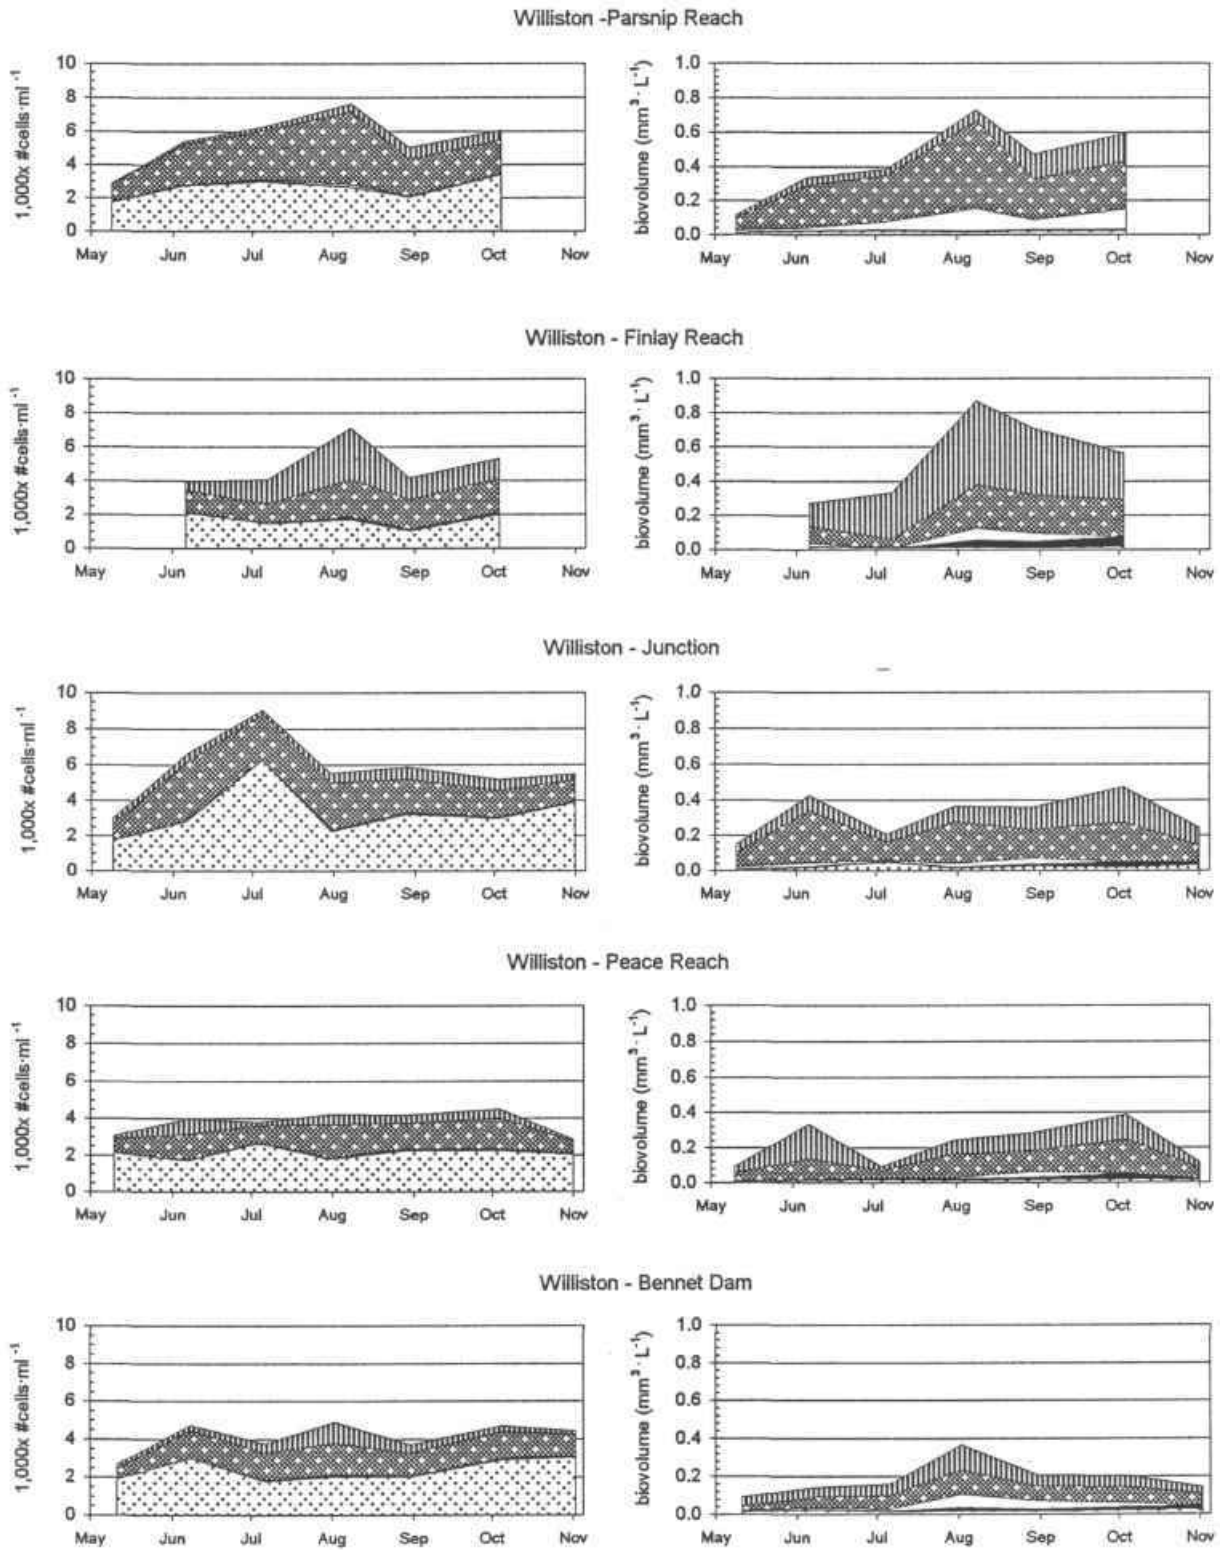 Williston -Parsnip Reach
1,000x #cells·ml⁻¹
10
8
6
4
2
0
May Jun Jul Aug Sep Oct Nov
biovolume (mm³ · L⁻¹)
1.0
0.8
0.6
0.4
0.2
0.0
May Jun Jul Aug Sep Oct Nov
Williston - Finlay Reach
1,000x #cells·ml⁻¹
10
8
6
4
2
0
May Jun Jul Aug Sep Oct Nov
biovolume (mm³ · L⁻¹)
1.0
0.8
0.6
0.4
0.2
0.0
May Jun Jul Aug Sep Oct Nov
Williston - Junction
1,000x #cells·ml⁻¹
10
8
6
4
2
0
May Jun Jul Aug Sep Oct Nov
biovolume (mm³ · L⁻¹)
1.0
0.8
0.6
0.4
0.2
0.0
May Jun Jul Aug Sep Oct Nov
Williston - Peace Reach
1,000x #cells·ml⁻¹
10
8
6
4
2
0
May Jun Jul Aug Sep Oct Nov
biovolume (mm³ · L⁻¹)
1.0
0.8
0.6
0.4
0.2
0.0
May Jun Jul Aug Sep Oct Nov
Williston - Bennet Dam
1,000x #cells·ml⁻¹
10
8
6
4
2
0
May Jun Jul Aug Sep Oct Nov
biovolume (mm³ · L⁻¹)
1.0
0.8
0.6
0.4
0.2
0.0
May Jun Jul Aug Sep Oct Nov